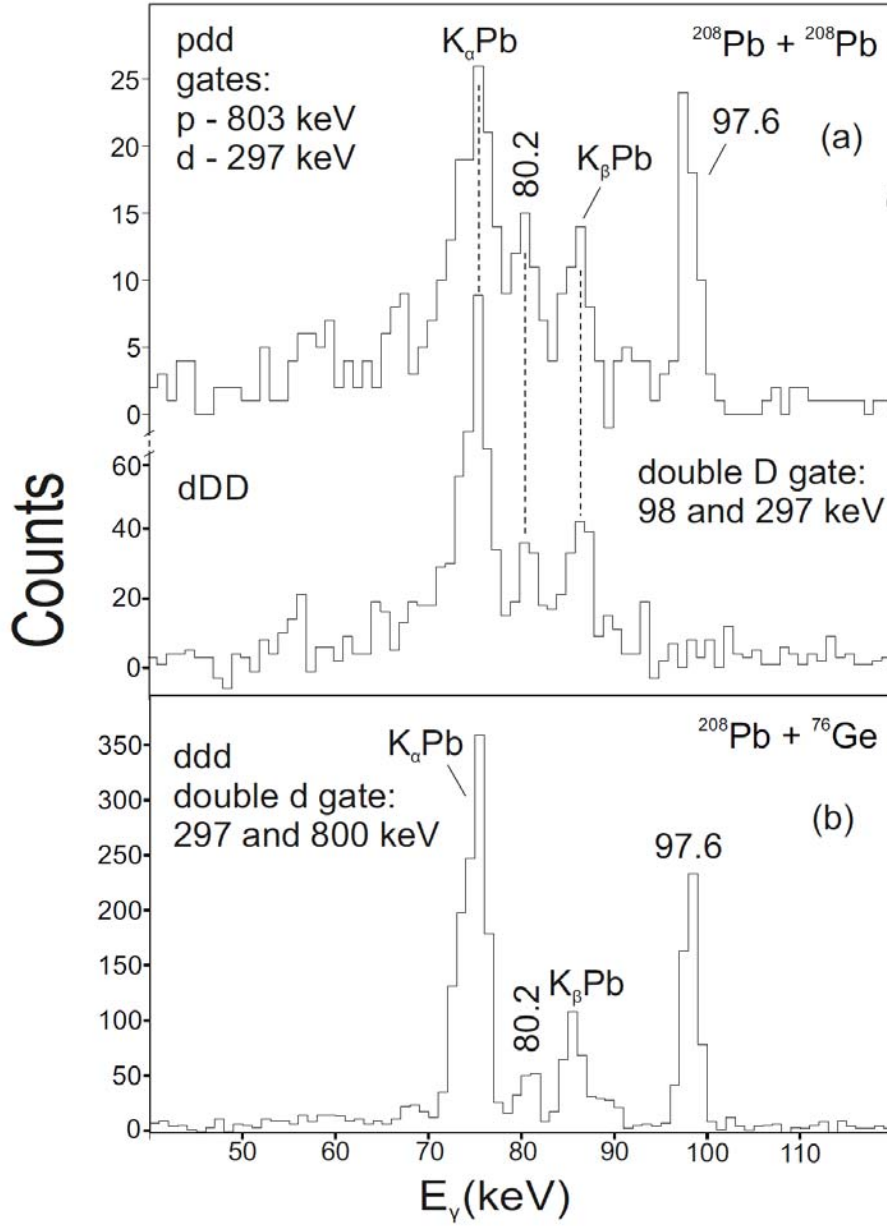 pdd
gates:
p - 803 keV
d - 297 keV
KαPb
80.2
KβPb
²⁰⁸Pb + ²⁰⁸Pb
97.6
(a)
25
20
15
10
5
0
dDD
double D gate:
98 and 297 keV
60
40
20
0
Counts
ddd
double d gate:
297 and 800 keV
KαPb
80.2
KβPb
97.6
²⁰⁸Pb + ⁷⁶Ge
(b)
350
300
250
200
150
100
50
0
50 60 70 80 90 100 110
Eγ(keV)